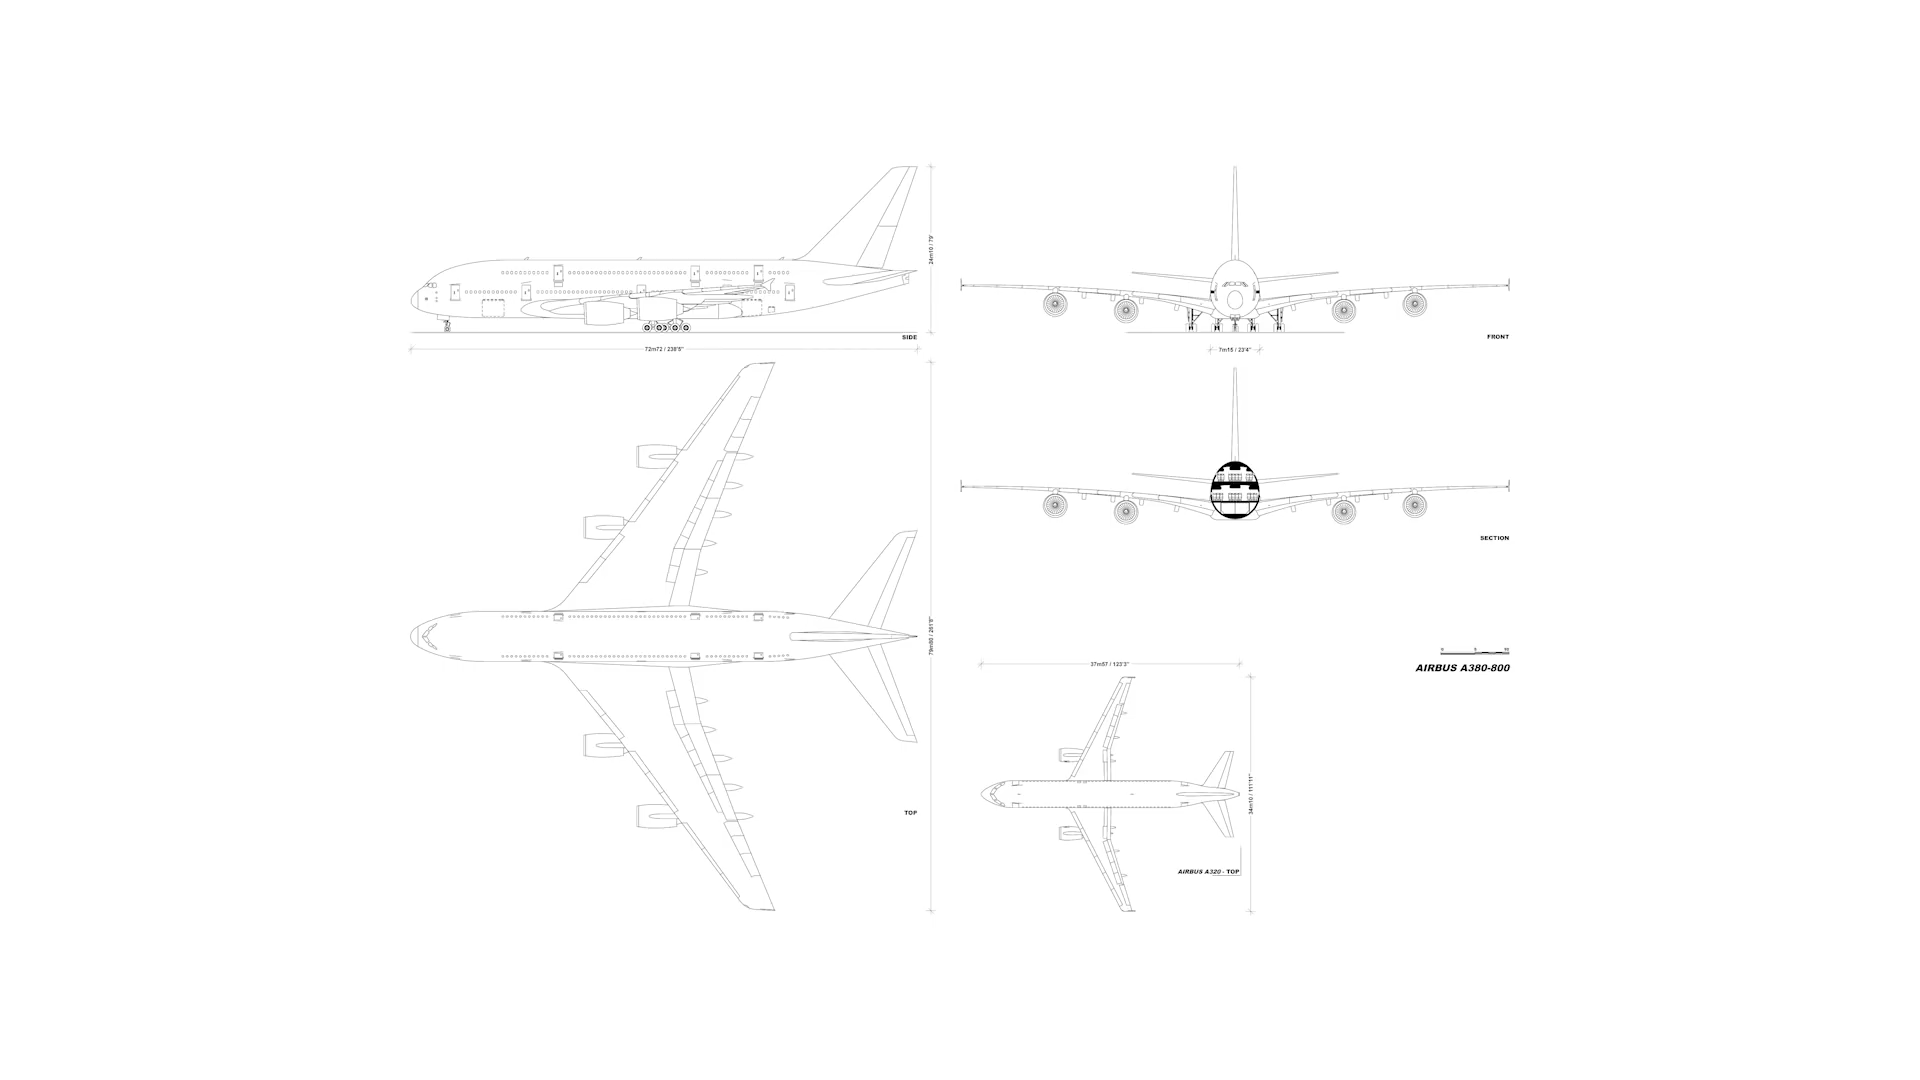 24m10 / 79'
SIDE
FRONT
72m72 / 238'5"
7m15 / 23'4"
SECTION
79m80 / 261'8"
TOP
37m57 / 123'3"
34m10 / 111'11"
AIRBUS A320 - TOP
AIRBUS A380-800